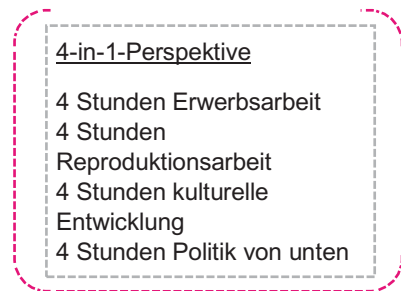 4-in-1-Perspektive
4 Stunden Erwerbsarbeit
4 Stunden
Reproduktionsarbeit
4 Stunden kulturelle
Entwicklung
4 Stunden Politik von unten